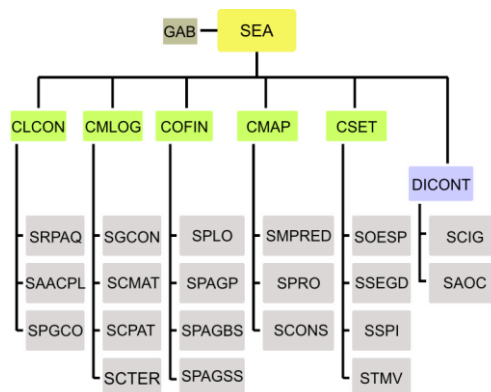 GAB
SEA
CLCON
CMLOG
COFIN
CMAP
CSET
DICONT
SRPAQ
SGCON
SPLO
SMPRED
SOESP
SCIG
SAACPL
SCMAT
SPAGP
SPRO
SSEGD
SAOC
SPGCO
SCPAT
SPAGBS
SCONS
SSPI
SCTER
SPAGSS
STMV